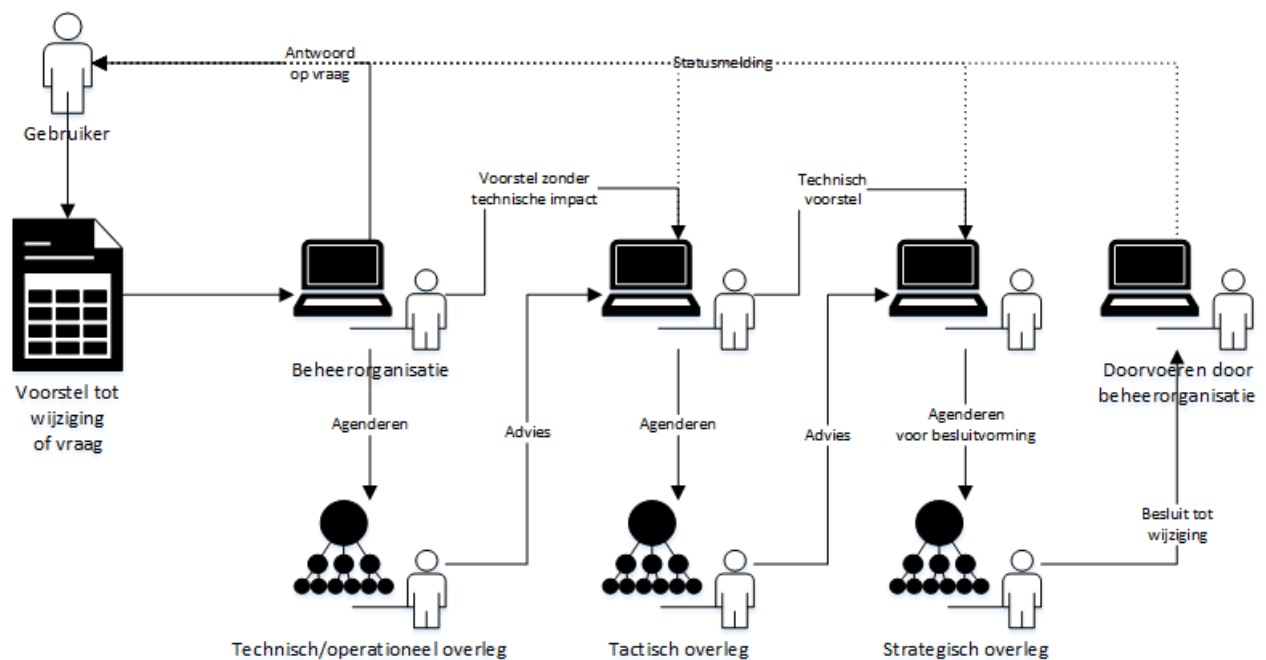 Antwoord
op vraag
Statusmelding
Gebruiker
Voorstel zonder
technische impact
Technisch
voorstel
Beheerorganisatie
Doorvoeren door
beheerorganisatie
Voorstel tot
wijziging
of vraag
Agenderen
Advies
Agenderen
Advies
Agenderen
voor besluitvorming
Besluit tot
wijziging
Technisch/operationeel overleg
Tactisch overleg
Strategisch overleg